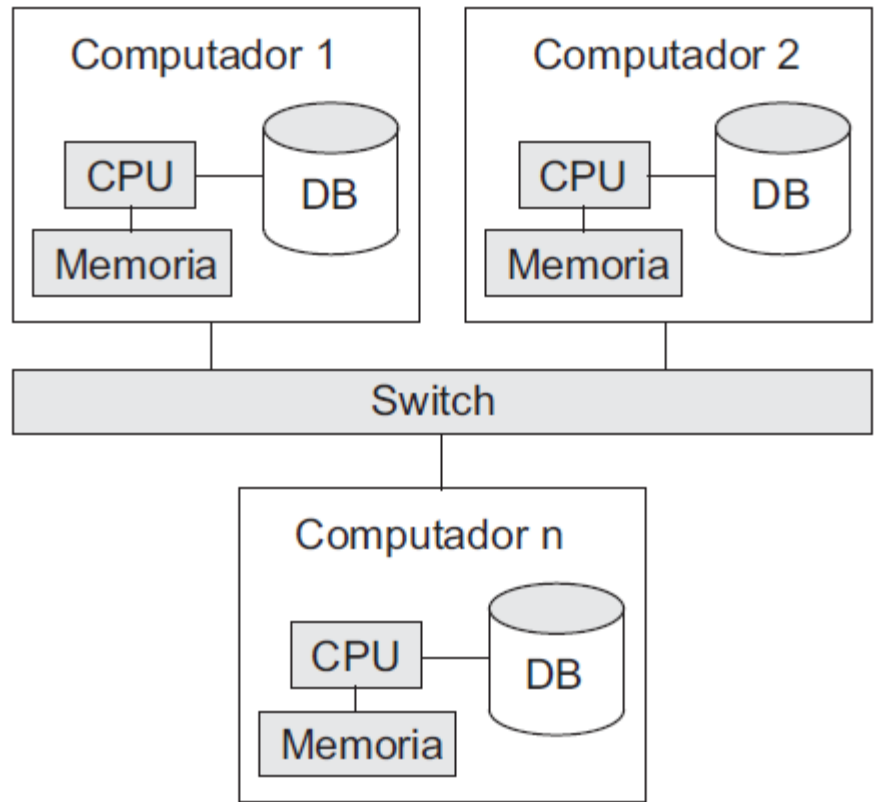 Computador 1
CPU
DB
Memoria
Computador 2
CPU
DB
Memoria
Switch
Computador n
CPU
DB
Memoria